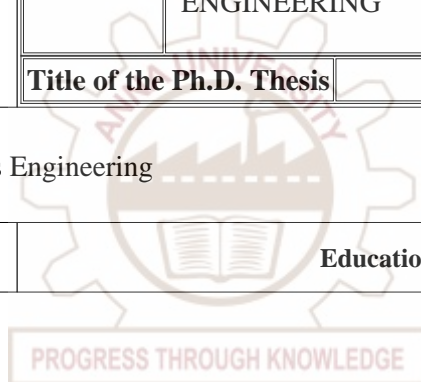 ENGINEERING
ANNA UNIVERSITY
Title of the Ph.D. Thesis
s Engineering
Educatio
PROGRESS THROUGH KNOWLEDGE